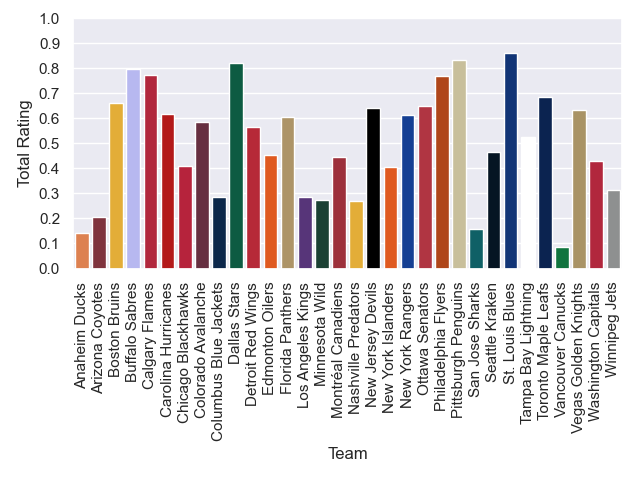 1.0
0.9
0.8
0.7
0.6
0.5
0.4
0.3
0.2
0.1
0.0
Total Rating
Anaheim Ducks
Arizona Coyotes
Boston Bruins
Buffalo Sabres
Calgary Flames
Carolina Hurricanes
Chicago Blackhawks
Colorado Avalanche
Columbus Blue Jackets
Dallas Stars
Detroit Red Wings
Edmonton Oilers
Florida Panthers
Los Angeles Kings
Minnesota Wild
Montréal Canadiens
Nashville Predators
New Jersey Devils
New York Islanders
New York Rangers
Ottawa Senators
Philadelphia Flyers
Pittsburgh Penguins
San Jose Sharks
Seattle Kraken
St. Louis Blues
Tampa Bay Lightning
Toronto Maple Leafs
Vancouver Canucks
Vegas Golden Knights
Washington Capitals
Winnipeg Jets
Team